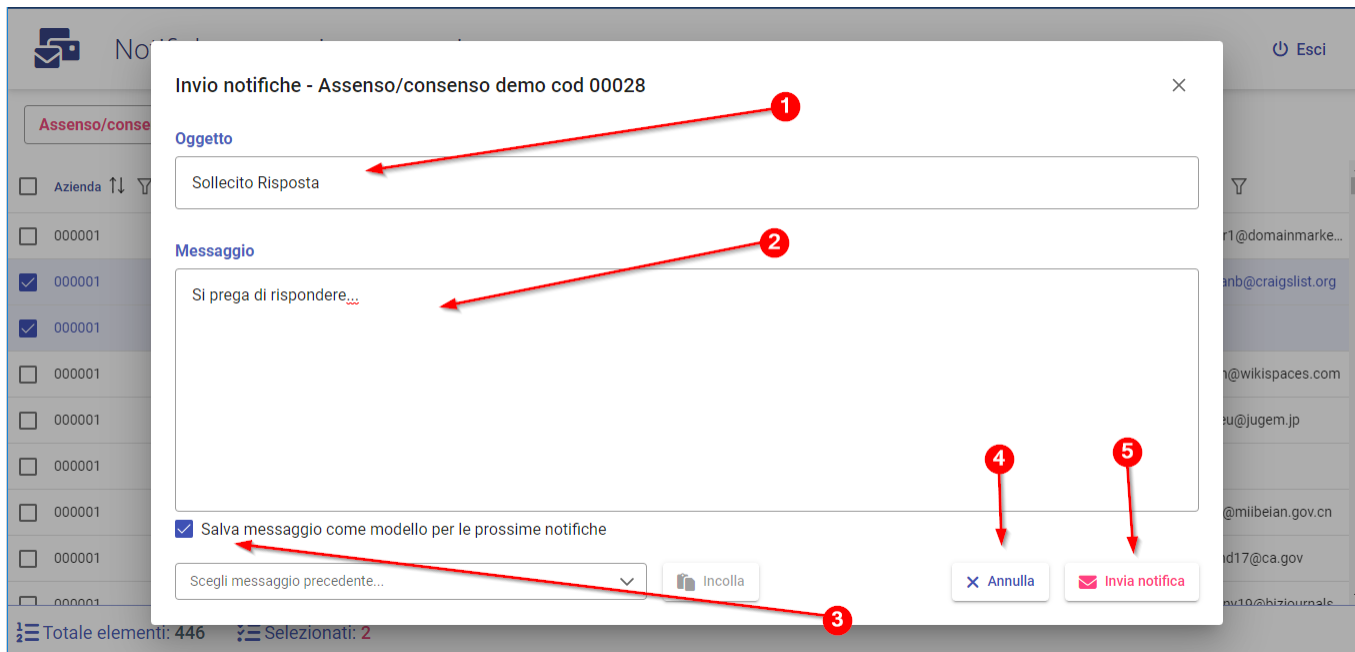 Esci
Invio notifiche - Assenso/consenso demo cod 00028
1
Assenso/conse
Oggetto
Azienda
Sollecito Risposta
000001
r1@domainmarke...
Messaggio
2
000001
anb@craigslist.org
Si prega di rispondere...
000001
000001
@wikispaces.com
000001
eu@jugem.jp
000001
4
5
000001
@miibeian.gov.cn
Salva messaggio come modello per le prossime notifiche
000001
d17@ca.gov
Scegli messaggio precedente...
Incolla
Annulla
Invia notifica
000001
3
Totale elementi: 446
Selezionati: 2